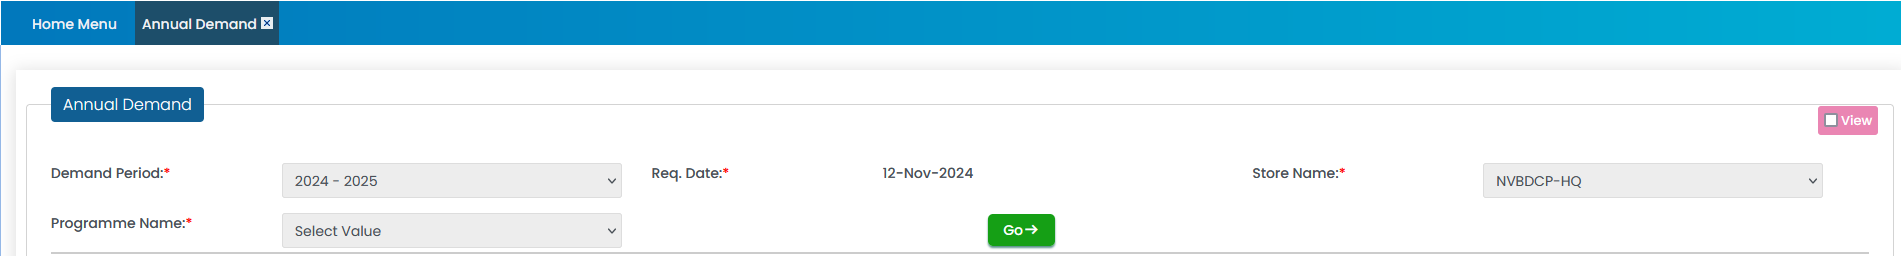 Home Menu Annual Demand
Annual Demand
View
Demand Period:* 2024 - 2025 Req. Date:* 12-Nov-2024 Store Name:* NVBDCP-HQ
Programme Name:* Select Value Go